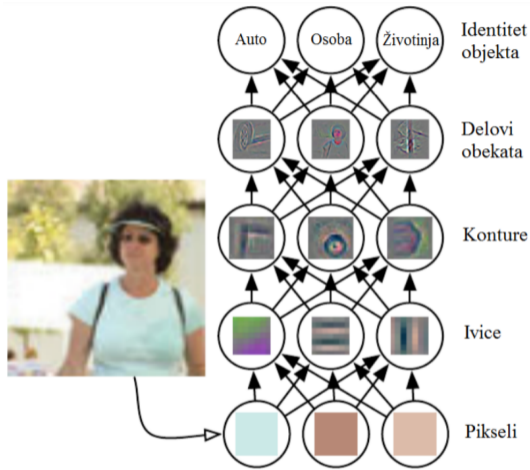 Auto Osoba Životinja
Identitet
objekta
Delovi
obekata
Konture
Ivice
Pikseli